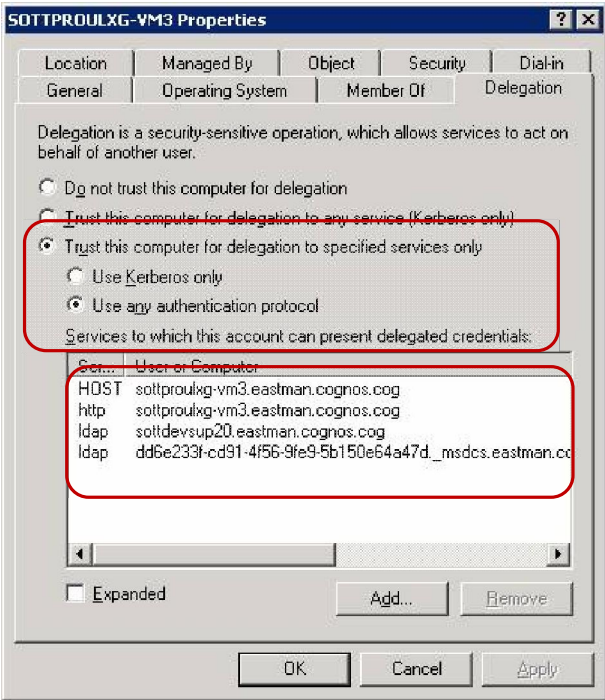 SOTTPROULXG-VM3 Properties
Location Managed By Object Security Dial-in
General Operating System Member Of Delegation
Delegation is a security-sensitive operation, which allows services to act on
behalf of another user.
Do not trust this computer for delegation
Trust this computer for delegation to any service (Kerberos only)
Trust this computer for delegation to specified services only
Use Kerberos only
Use any authentication protocol
Services to which this account can present delegated credentials:
Ser... User or Computer
HOST sottproulxg-vm3.eastman.cognos.cog
http sottproulxg-vm3.eastman.cognos.cog
ldap sottdevsup20.eastman.cognos.cog
ldap dd6e233f-cd91-4f56-9fe9-5b150e64a47d._msdcs.eastman.co
Expanded Add... Remove
OK Cancel Apply